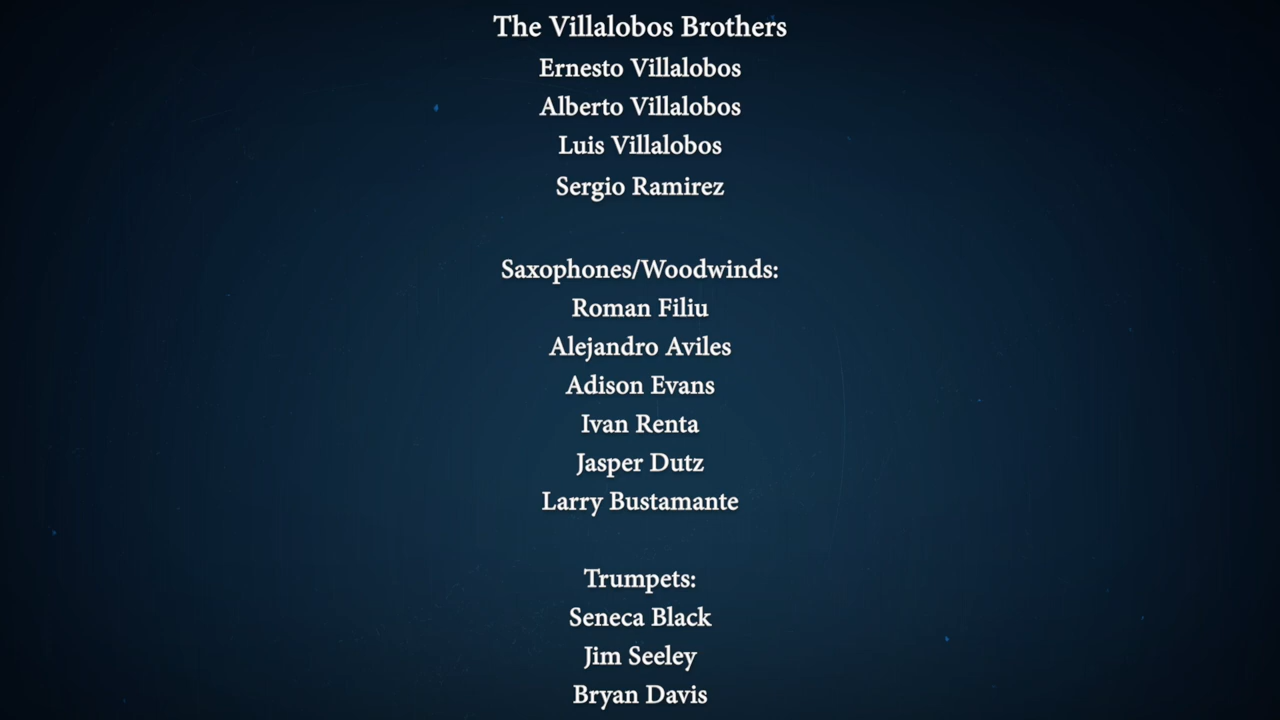 The Villalobos Brothers
Ernesto Villalobos
Alberto Villalobos
Luis Villalobos
Sergio Ramirez
Saxophones/Woodwinds:
Roman Filiu
Alejandro Aviles
Adison Evans
Ivan Renta
Jasper Dutz
Larry Bustamante
Trumpets:
Seneca Black
Jim Seeley
Bryan Davis